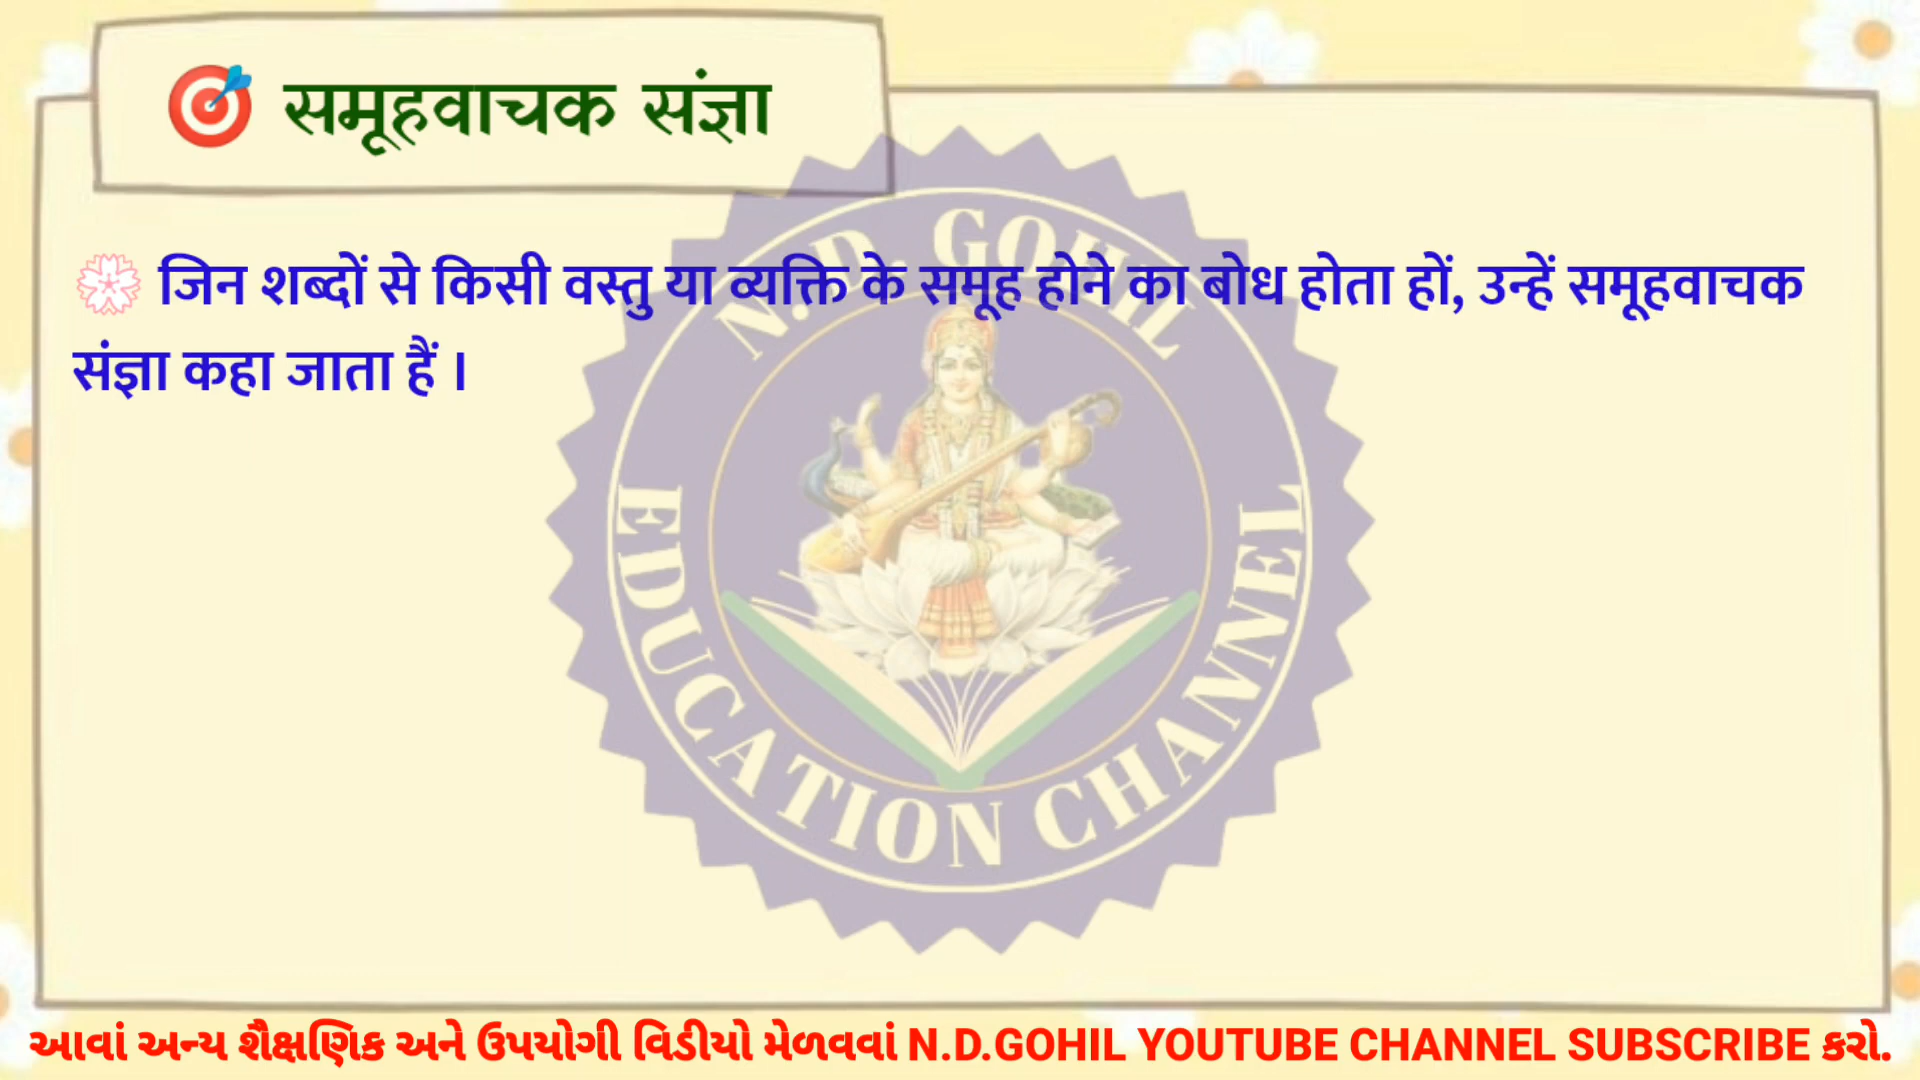 🎯 समूहवाचक संज्ञा
💮 जिन शब्दों से किसी वस्तु या व्यक्ति के समूह होने का बोध होता हों, उन्हें समूहवाचक
संज्ञा कहा जाता हैं ।
N.D. GOHIL
EDUCATION CHANNEL
આવાં અન્ય શૈક્ષણિક અને ઉપયોગી વિડીયો મેળવવાં N.D.GOHIL YOUTUBE CHANNEL SUBSCRIBE કરો.